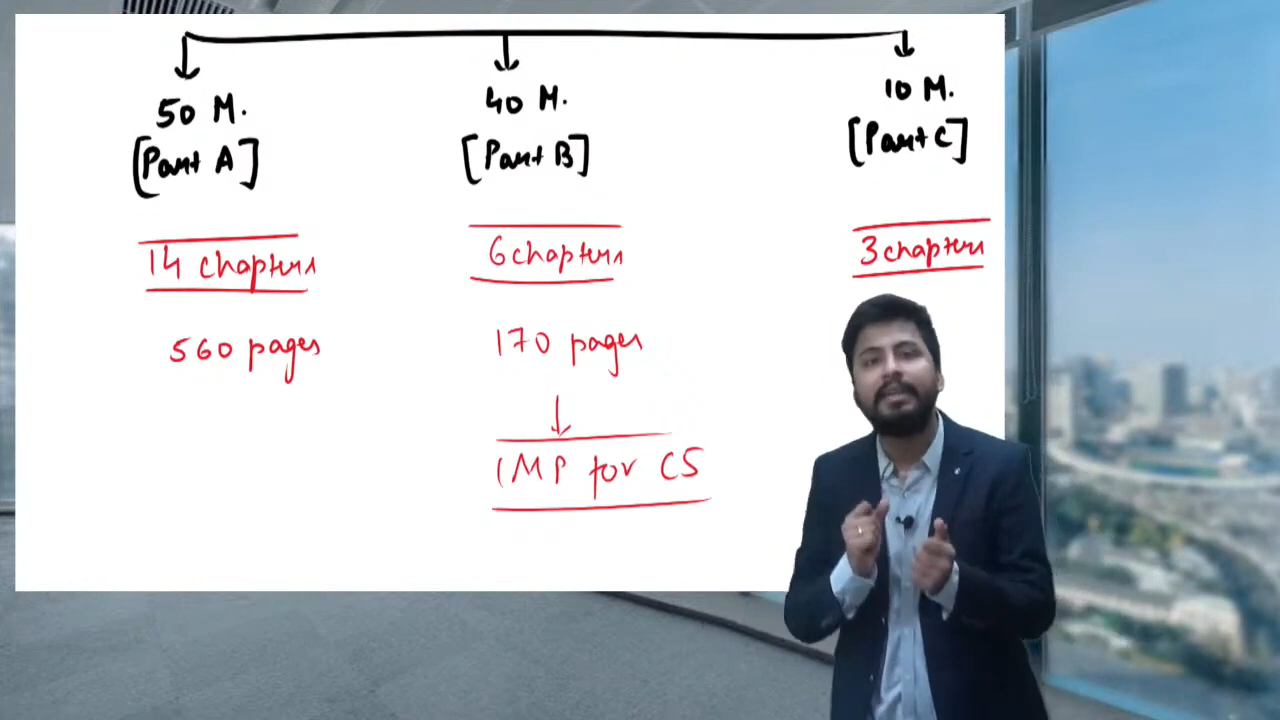 50 M.
[Part A]
14 chapters
560 pages
40 M.
[Part B]
6 chapters
170 pages
IMP for CS
10 M.
[Part C]
3 chapters